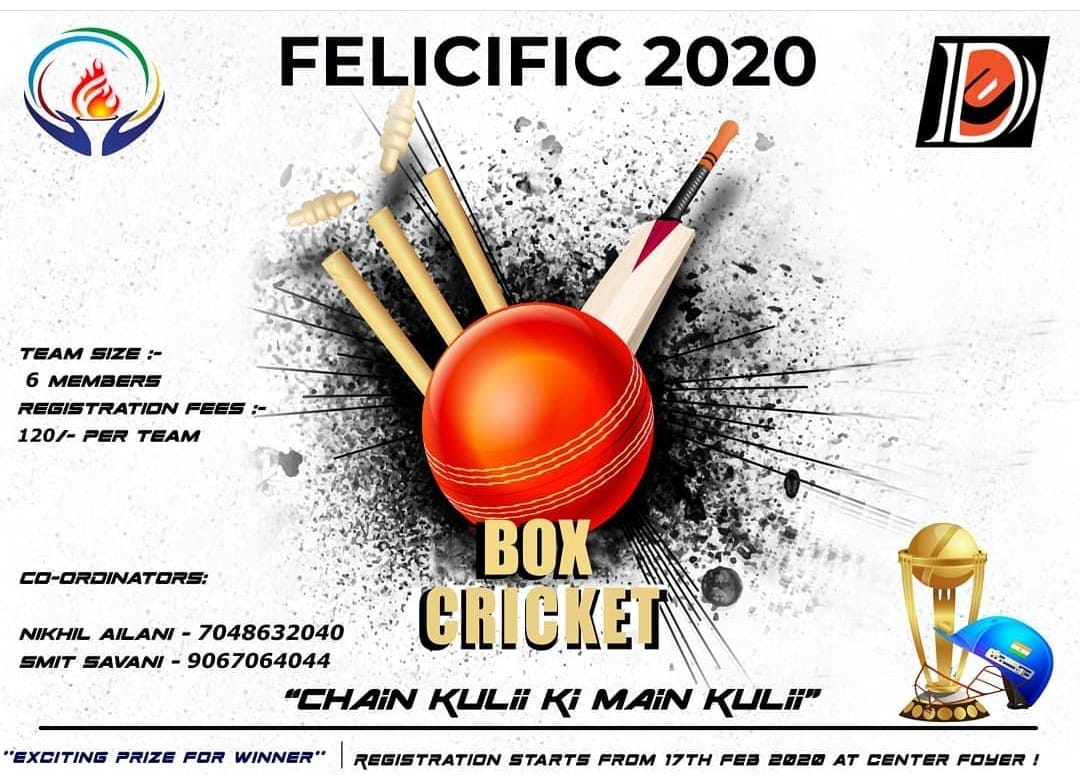 FELICIFIC 2020
TEAM SIZE :-
6 MEMBERS
REGISTRATION FEES :-
120/- PER TEAM
BOX
CRICKET
CO-ORDINATORS:
NIKHIL AILANI - 7048632040
SMIT SAVANI - 9067064044
“CHAIN KULII KI MAIN KULII”
"EXCITING PRIZE FOR WINNER" | REGISTRATION STARTS FROM 17TH FEB 2020 AT CENTER FOYER !